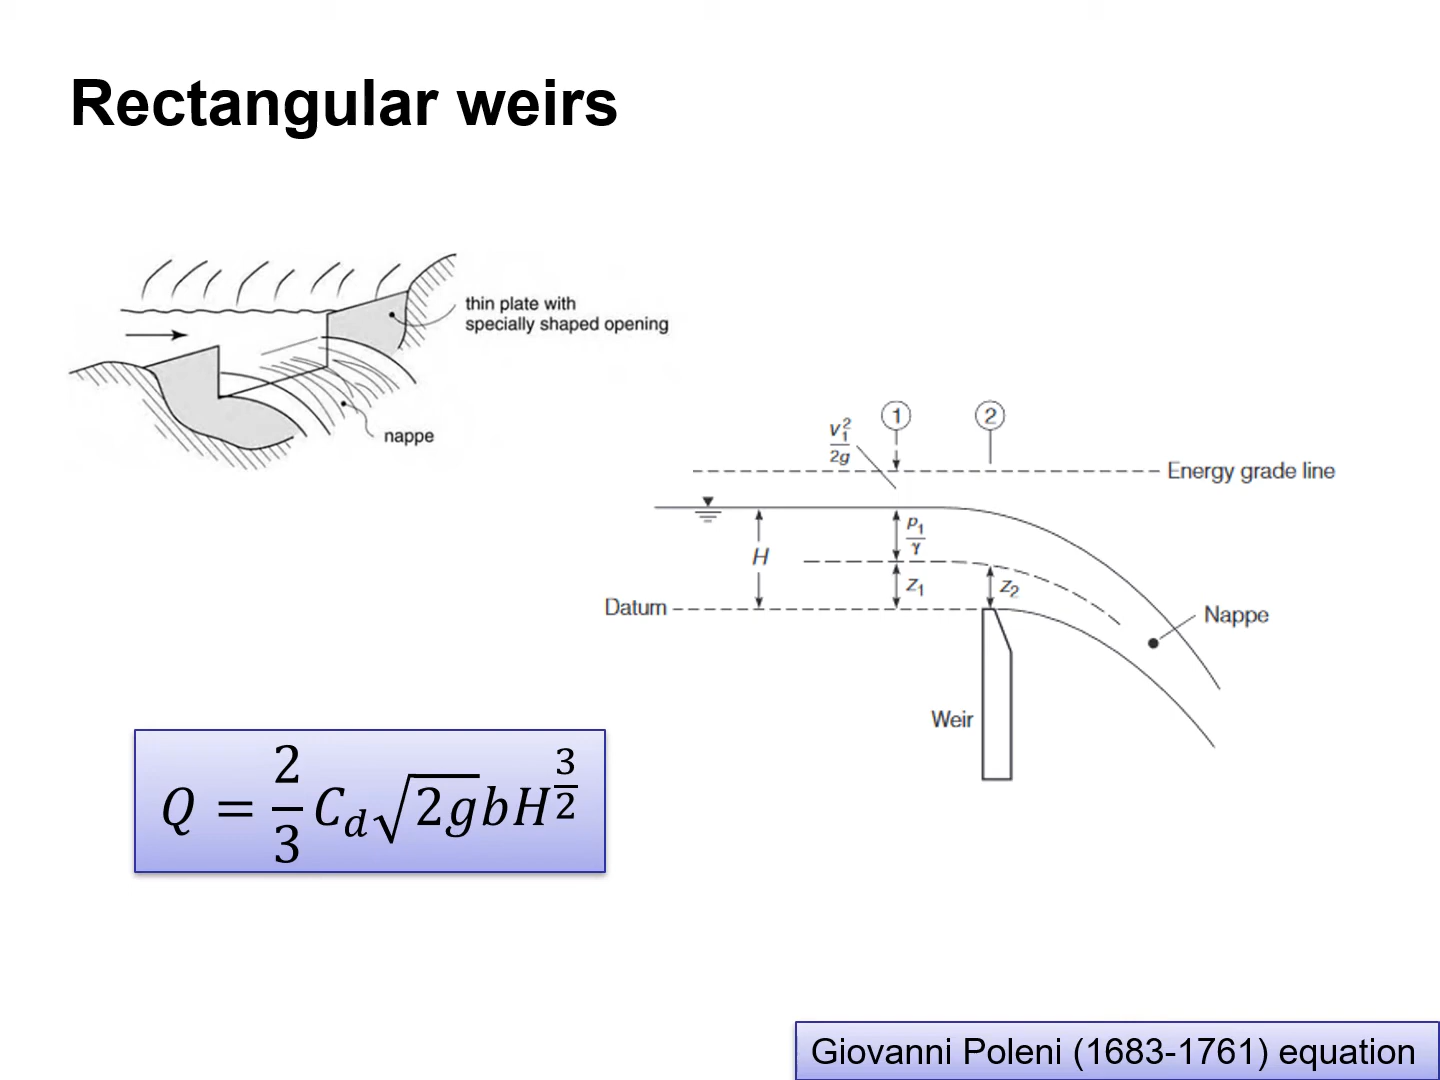 Rectangular weirs
thin plate with
specially shaped opening
nappe
1
2
V₁²
2g
Energy grade line
p₁
γ
H
z₁
z₂
Datum
Nappe
Weir
Q = 2/3 C_d √2g bH^(3/2)
Giovanni Poleni (1683-1761) equation